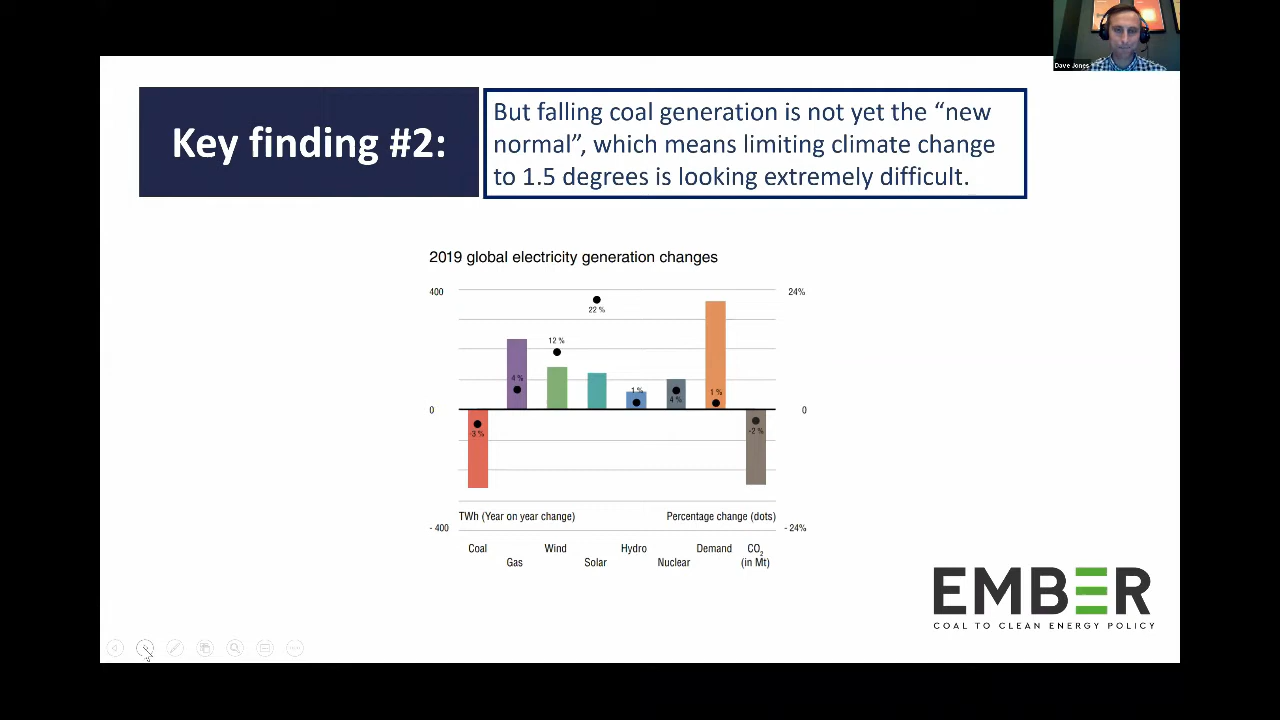 Dave Jones
Key finding #2:
But falling coal generation is not yet the “new
normal”, which means limiting climate change
to 1.5 degrees is looking extremely difficult.
2019 global electricity generation changes
400
24%
22 %
12 %
4 %
1 %
4 %
1 %
0
0
-3 %
-2 %
TWh (Year on year change)
Percentage change (dots)
- 400
- 24%
Coal
Gas
Wind
Solar
Hydro
Nuclear
Demand
CO2
(in Mt)
EMBER
COAL TO CLEAN ENERGY POLICY